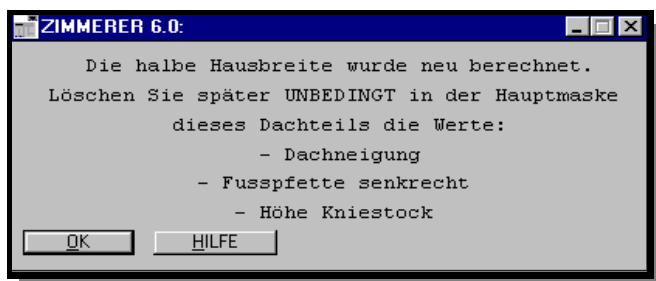 ZIMMERER 6.0:
Die halbe Hausbreite wurde neu berechnet.
Löschen Sie später UNBEDINGT in der Hauptmaske
dieses Dachteils die Werte:
- Dachneigung
- Fusspfette senkrecht
- Höhe Kniestock
OK HILFE